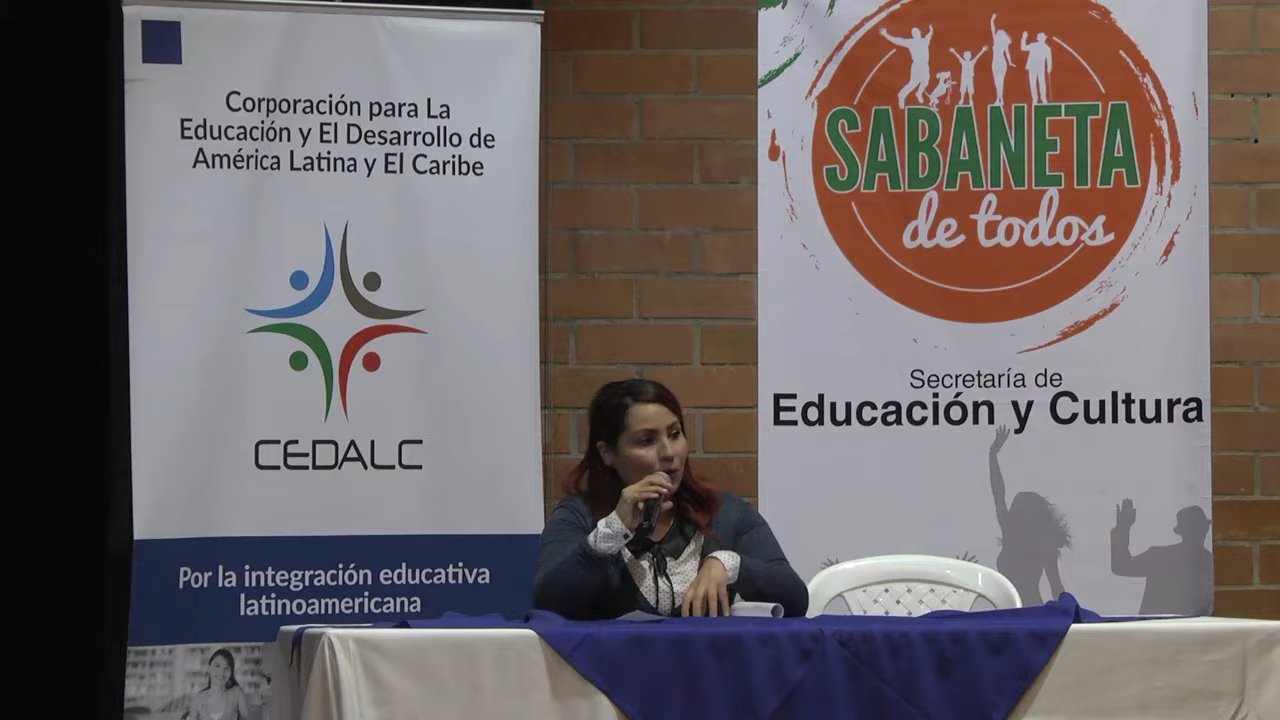 Corporación para La
Educación y El Desarrollo de
América Latina y El Caribe
CEDALC
Por la integración educativa
latinoamericana
SABANETA
de todos
Secretaría de
Educación y Cultura